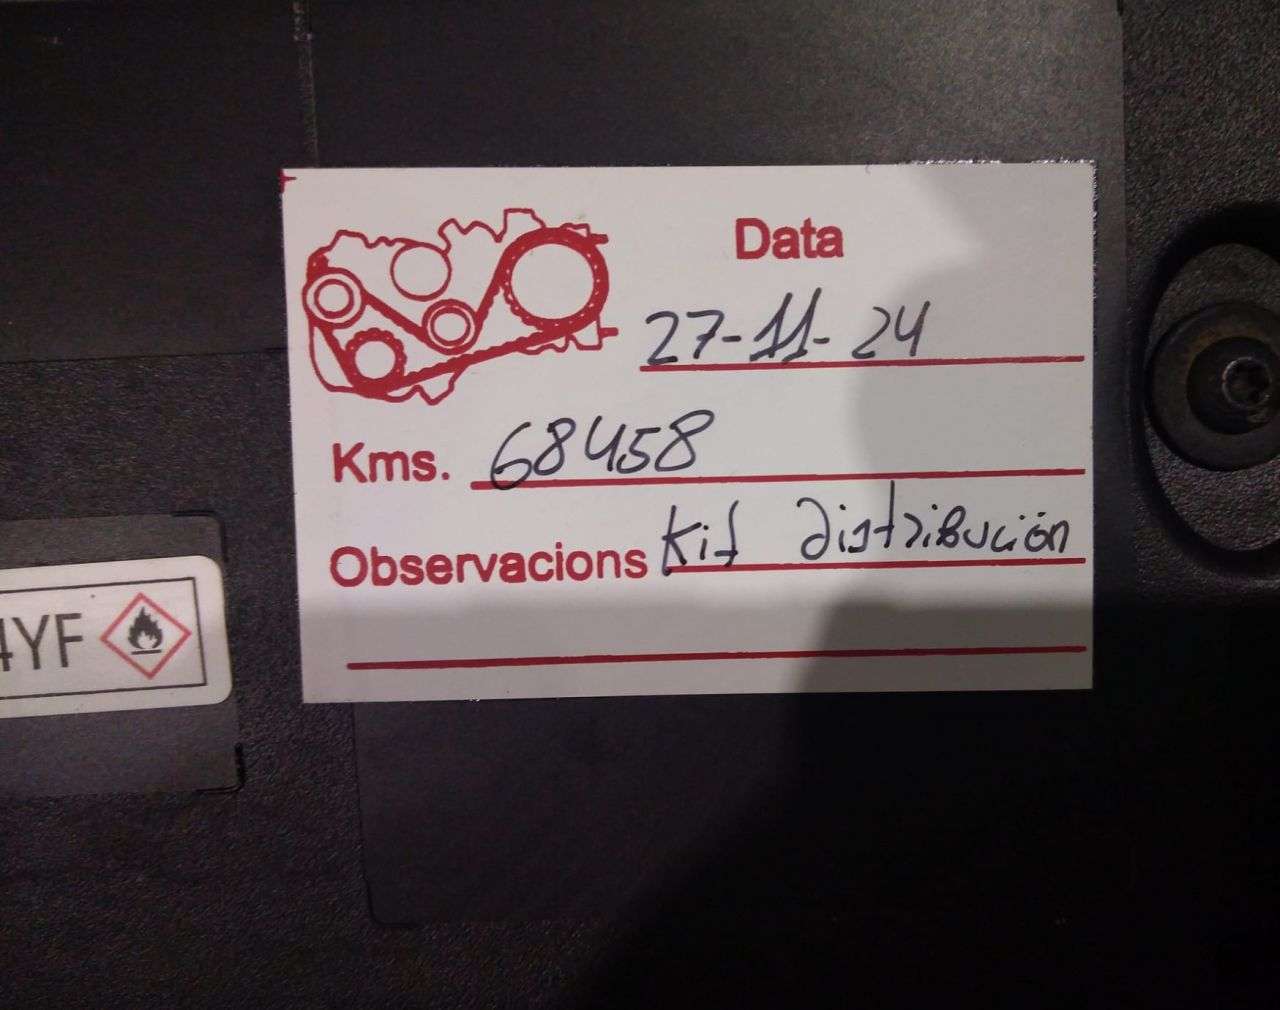 Data
27-11-24
Kms. 68458
Observacions Kit distribución
4YF